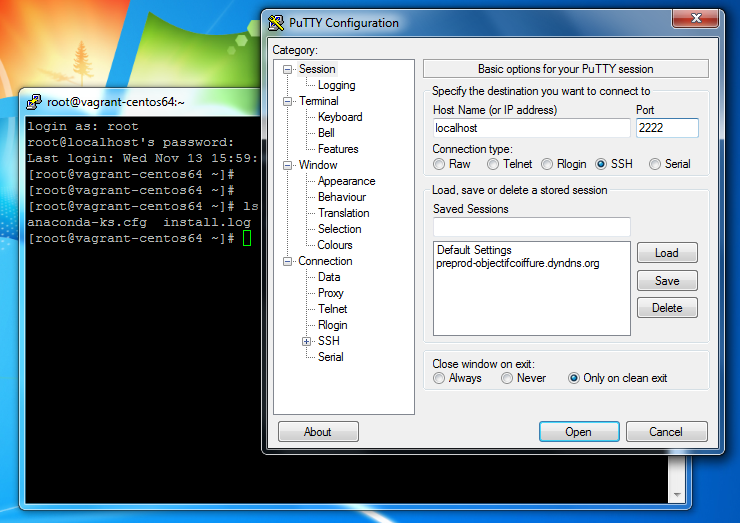 root@vagrant-centos64:~
login as: root
root@localhost's password:
Last login: Wed Nov 13 15:59:
[root@vagrant-centos64 ~]#
[root@vagrant-centos64 ~]#
[root@vagrant-centos64 ~]# ls
anaconda-ks.cfg  install.log
[root@vagrant-centos64 ~]#
PuTTY Configuration
Category:
Session
Logging
Terminal
Keyboard
Bell
Features
Window
Appearance
Behaviour
Translation
Selection
Colours
Connection
Data
Proxy
Telnet
Rlogin
SSH
Serial
Basic options for your PuTTY session
Specify the destination you want to connect to
Host Name (or IP address) Port
localhost 2222
Connection type:
Raw Telnet Rlogin SSH Serial
Load, save or delete a stored session
Saved Sessions
Default Settings
preprod-objectifcoiffure.dyndns.org
Load
Save
Delete
Close window on exit:
Always Never Only on clean exit
About Open Cancel